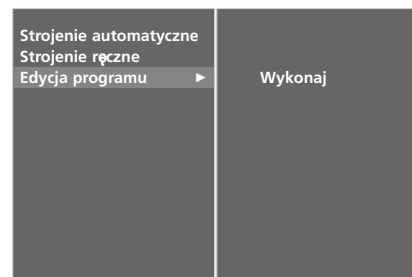 Strojenie automatyczne
Strojenie ręczne
Edycja programu ►
Wykonaj